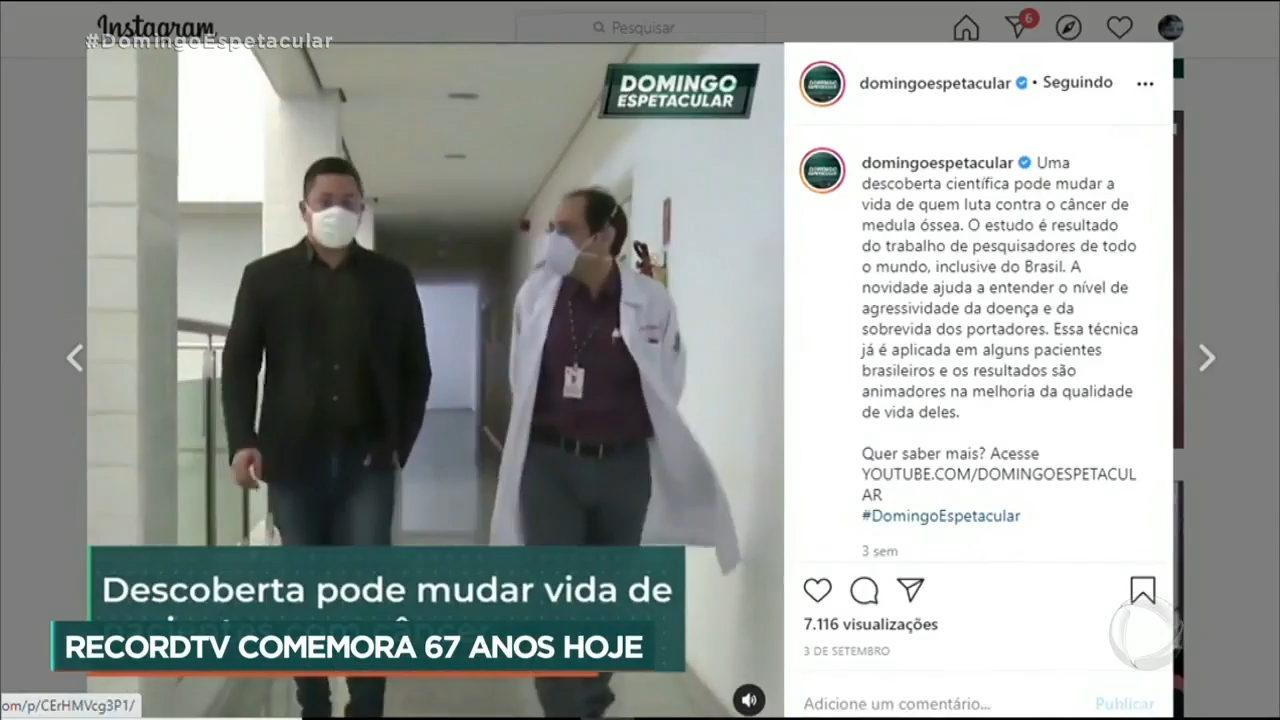 Instagram
#DomingoEspetacular
Pesquisar
6
DOMINGO
ESPETACULAR
domingoespetacular • Seguindo
domingoespetacular Uma
descoberta científica pode mudar a
vida de quem luta contra o câncer de
medula óssea. O estudo é resultado
do trabalho de pesquisadores de todo
o mundo, inclusive do Brasil. A
novidade ajuda a entender o nível de
agressividade da doença e da
sobrevida dos portadores. Essa técnica
já é aplicada em alguns pacientes
brasileiros e os resultados são
animadores na melhoria da qualidade
de vida deles.
Quer saber mais? Acesse
YOUTUBE.COM/DOMINGOESPETACUL
AR
#DomingoEspetacular
3 sem
7.116 visualizações
3 DE SETEMBRO
Adicione um comentário...
Publicar
Descoberta pode mudar vida de
RECORDTV COMEMORA 67 ANOS HOJE
om/p/CErHMVcg3P1/